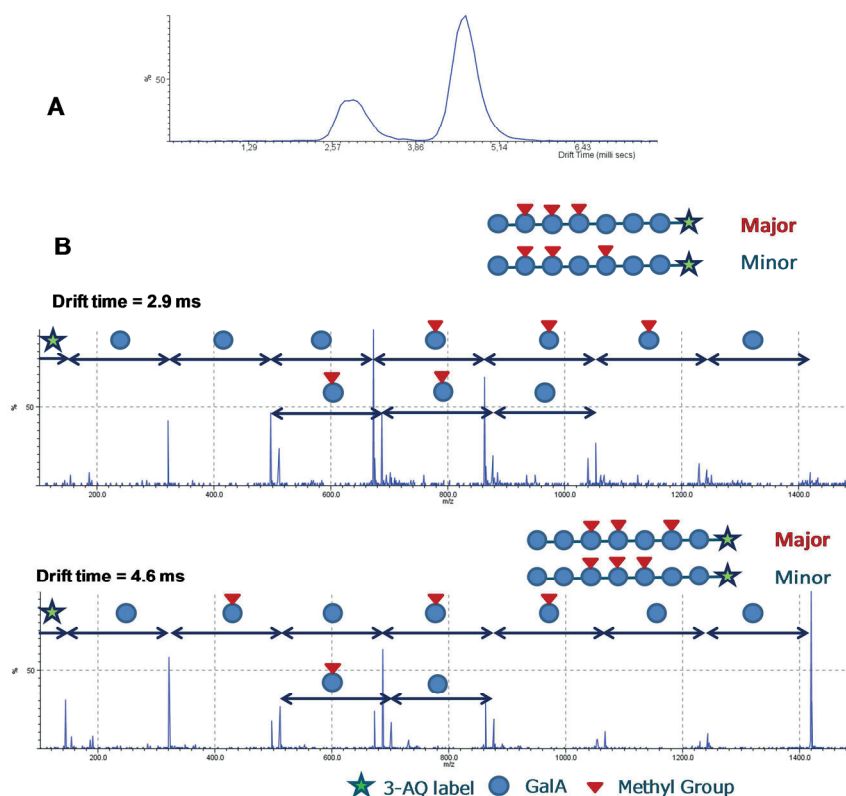 A
%
50
1,29 2,57 3,86 5,14 6,43
Drift Time (milli secs)
B
Major
Minor
Drift time = 2.9 ms
%
50
200.0 400.0 600.0 800.0 1000.0 1200.0 1400.0
m/z
Major
Minor
Drift time = 4.6 ms
%
50
200.0 400.0 600.0 800.0 1000.0 1200.0 1400.0
m/z
3-AQ label GalA Methyl Group